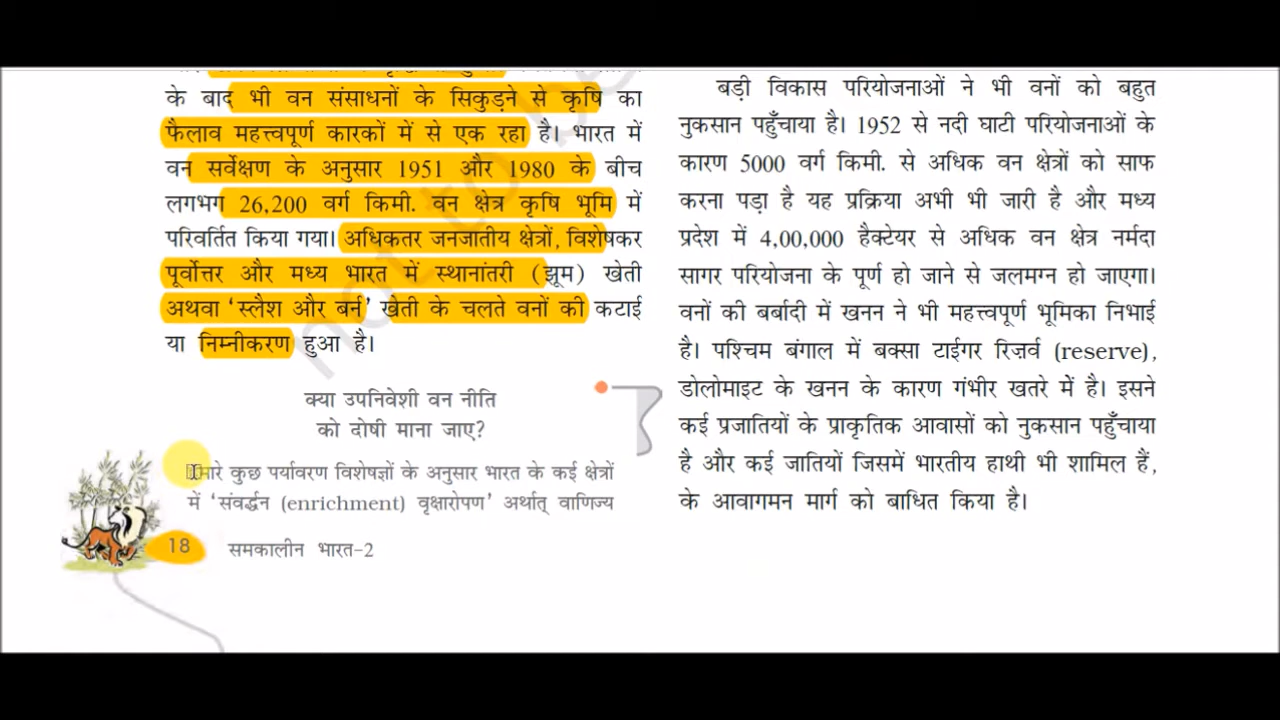 के बाद भी वन संसाधनों के सिकुड़ने से कृषि का
फैलाव महत्त्वपूर्ण कारकों में से एक रहा है। भारत में
वन सर्वेक्षण के अनुसार 1951 और 1980 के बीच
लगभग 26,200 वर्ग किमी. वन क्षेत्र कृषि भूमि में
परिवर्तित किया गया। अधिकतर जनजातीय क्षेत्रों, विशेषकर
पूर्वोत्तर और मध्य भारत में स्थानांतरी (झूम) खेती
अथवा ‘स्लैश और बर्न’ खेती के चलते वनों की कटाई
या निम्नीकरण हुआ है।
क्या उपनिवेशी वन नीति
को दोषी माना जाए?
हमारे कुछ पर्यावरण विशेषज्ञों के अनुसार भारत के कई क्षेत्रों
में ‘संवर्द्धन (enrichment) वृक्षारोपण’ अर्थात् वाणिज्य
18 समकालीन भारत-2
बड़ी विकास परियोजनाओं ने भी वनों को बहुत
नुकसान पहुँचाया है। 1952 से नदी घाटी परियोजनाओं के
कारण 5000 वर्ग किमी. से अधिक वन क्षेत्रों को साफ
करना पड़ा है यह प्रक्रिया अभी भी जारी है और मध्य
प्रदेश में 4,00,000 हैक्टेयर से अधिक वन क्षेत्र नर्मदा
सागर परियोजना के पूर्ण हो जाने से जलमग्न हो जाएगा।
वनों की बर्बादी में खनन ने भी महत्त्वपूर्ण भूमिका निभाई
है। पश्चिम बंगाल में बक्सा टाईगर रिज़र्व (reserve),
डोलोमाइट के खनन के कारण गंभीर खतरे में है। इसने
कई प्रजातियों के प्राकृतिक आवासों को नुकसान पहुँचाया
है और कई जातियों जिसमें भारतीय हाथी भी शामिल हैं,
के आवागमन मार्ग को बाधित किया है।
not to be